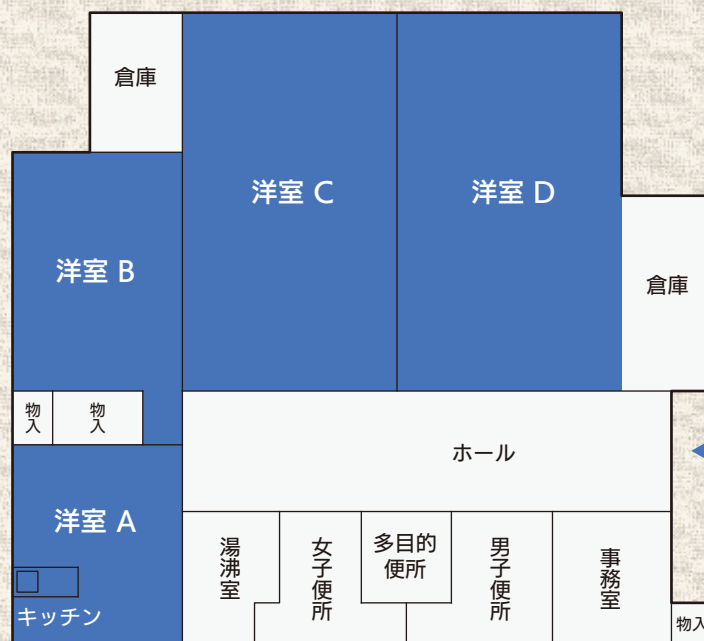 倉庫
洋室 C
洋室 D
洋室 B
倉庫
物入
物入
ホール
洋室 A
湯沸室
女子便所
多目的
便所
男子便所
事務室
キッチン
物入